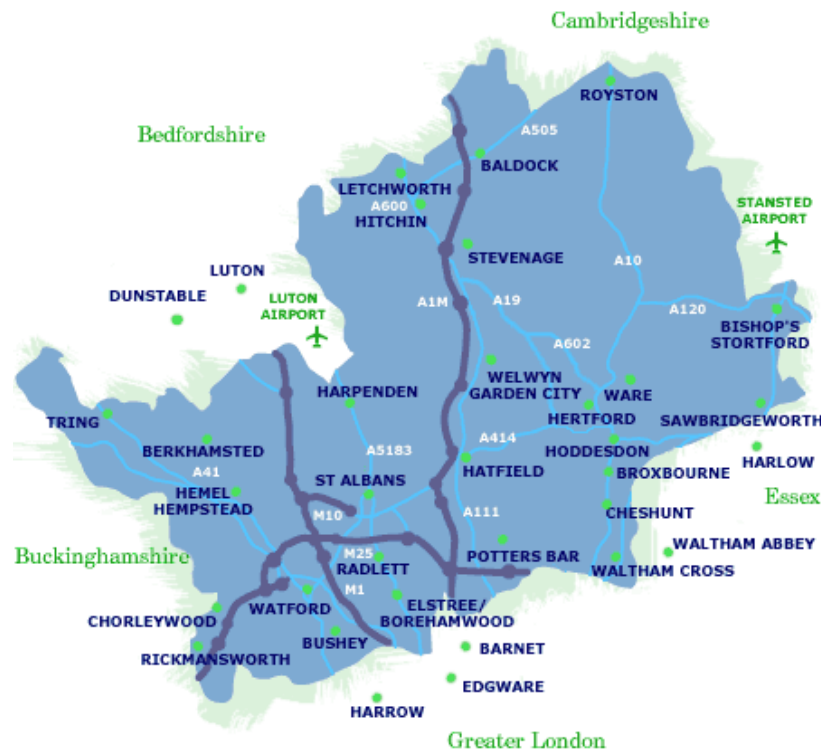 Cambridgeshire
ROYSTON
Bedfordshire
A505
BALDOCK
LETCHWORTH
A600
HITCHIN
STANSTED
AIRPORT
STEVENAGE
A10
LUTON
DUNSTABLE
LUTON
AIRPORT
A1M
A19
A120
BISHOP'S
STORTFORD
A602
WELWYN
GARDEN CITY
WARE
HARPENDEN
HERTFORD
SAWBRIDGEWORTH
TRING
BERKHAMSTED
A5183
A414
HODDESDON
HARLOW
A41
ST ALBANS
HATFIELD
BROXBOURNE
HEMEL
HEMPSTEAD
Essex
M10
A111
CHESHUNT
Buckinghamshire
M25
RADLETT
POTTERS BAR
WALTHAM ABBEY
WALTHAM CROSS
M1
WATFORD
ELSTREE/
BOREHAMWOOD
CHORLEYWOOD
BUSHEY
BARNET
RICKMANSWORTH
EDGWARE
HARROW
Greater London